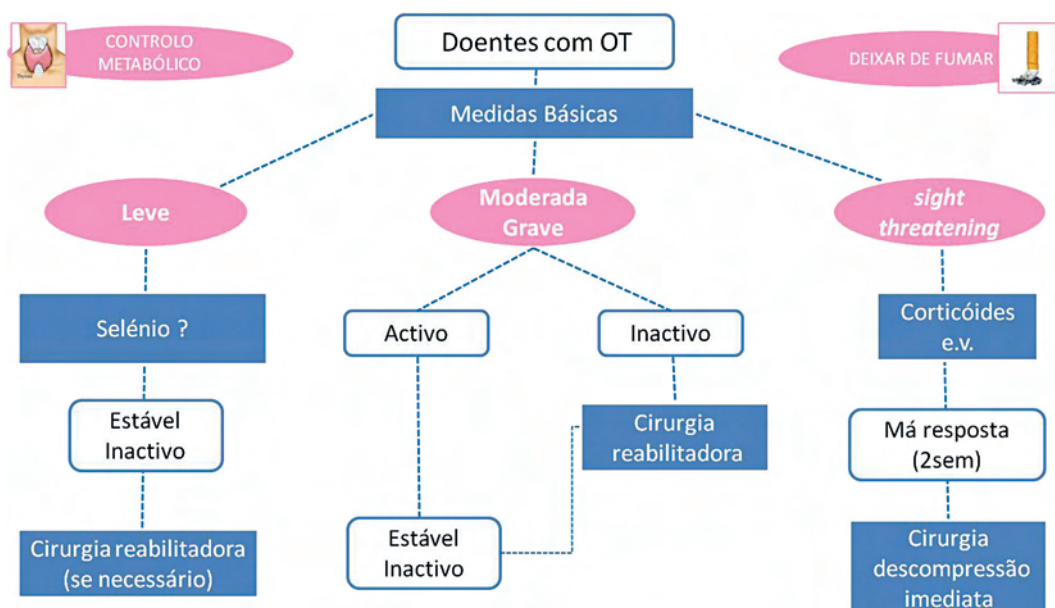 CONTROLO
METABÓLICO
Doentes com OT
DEIXAR DE FUMAR
Medidas Básicas
Leve
Moderada
Grave
sight
threatening
Selénio ?
Activo
Inactivo
Corticóides
e.v.
Estável
Inactivo
Cirurgia
reabilitadora
Má resposta
(2sem)
Cirurgia reabilitadora
(se necessário)
Estável
Inactivo
Cirurgia
descompressão
imediata